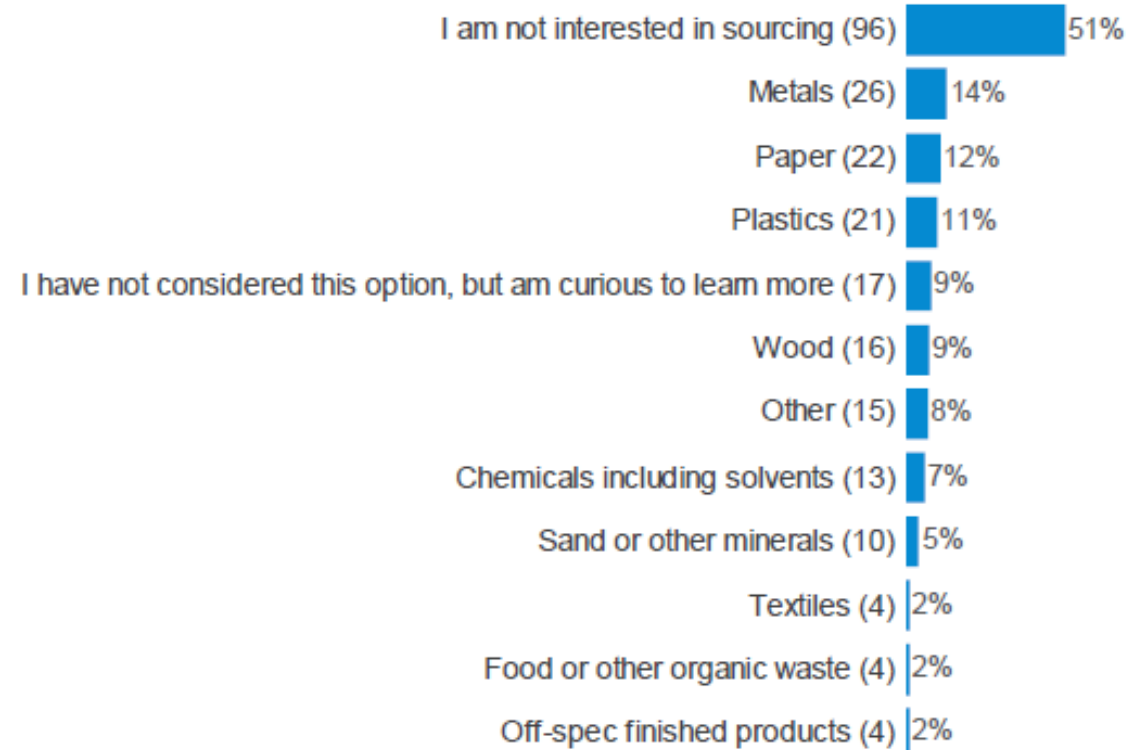 I am not interested in sourcing (96) 51%
Metals (26) 14%
Paper (22) 12%
Plastics (21) 11%
I have not considered this option, but am curious to learn more (17) 9%
Wood (16) 9%
Other (15) 8%
Chemicals including solvents (13) 7%
Sand or other minerals (10) 5%
Textiles (4) 2%
Food or other organic waste (4) 2%
Off-spec finished products (4) 2%